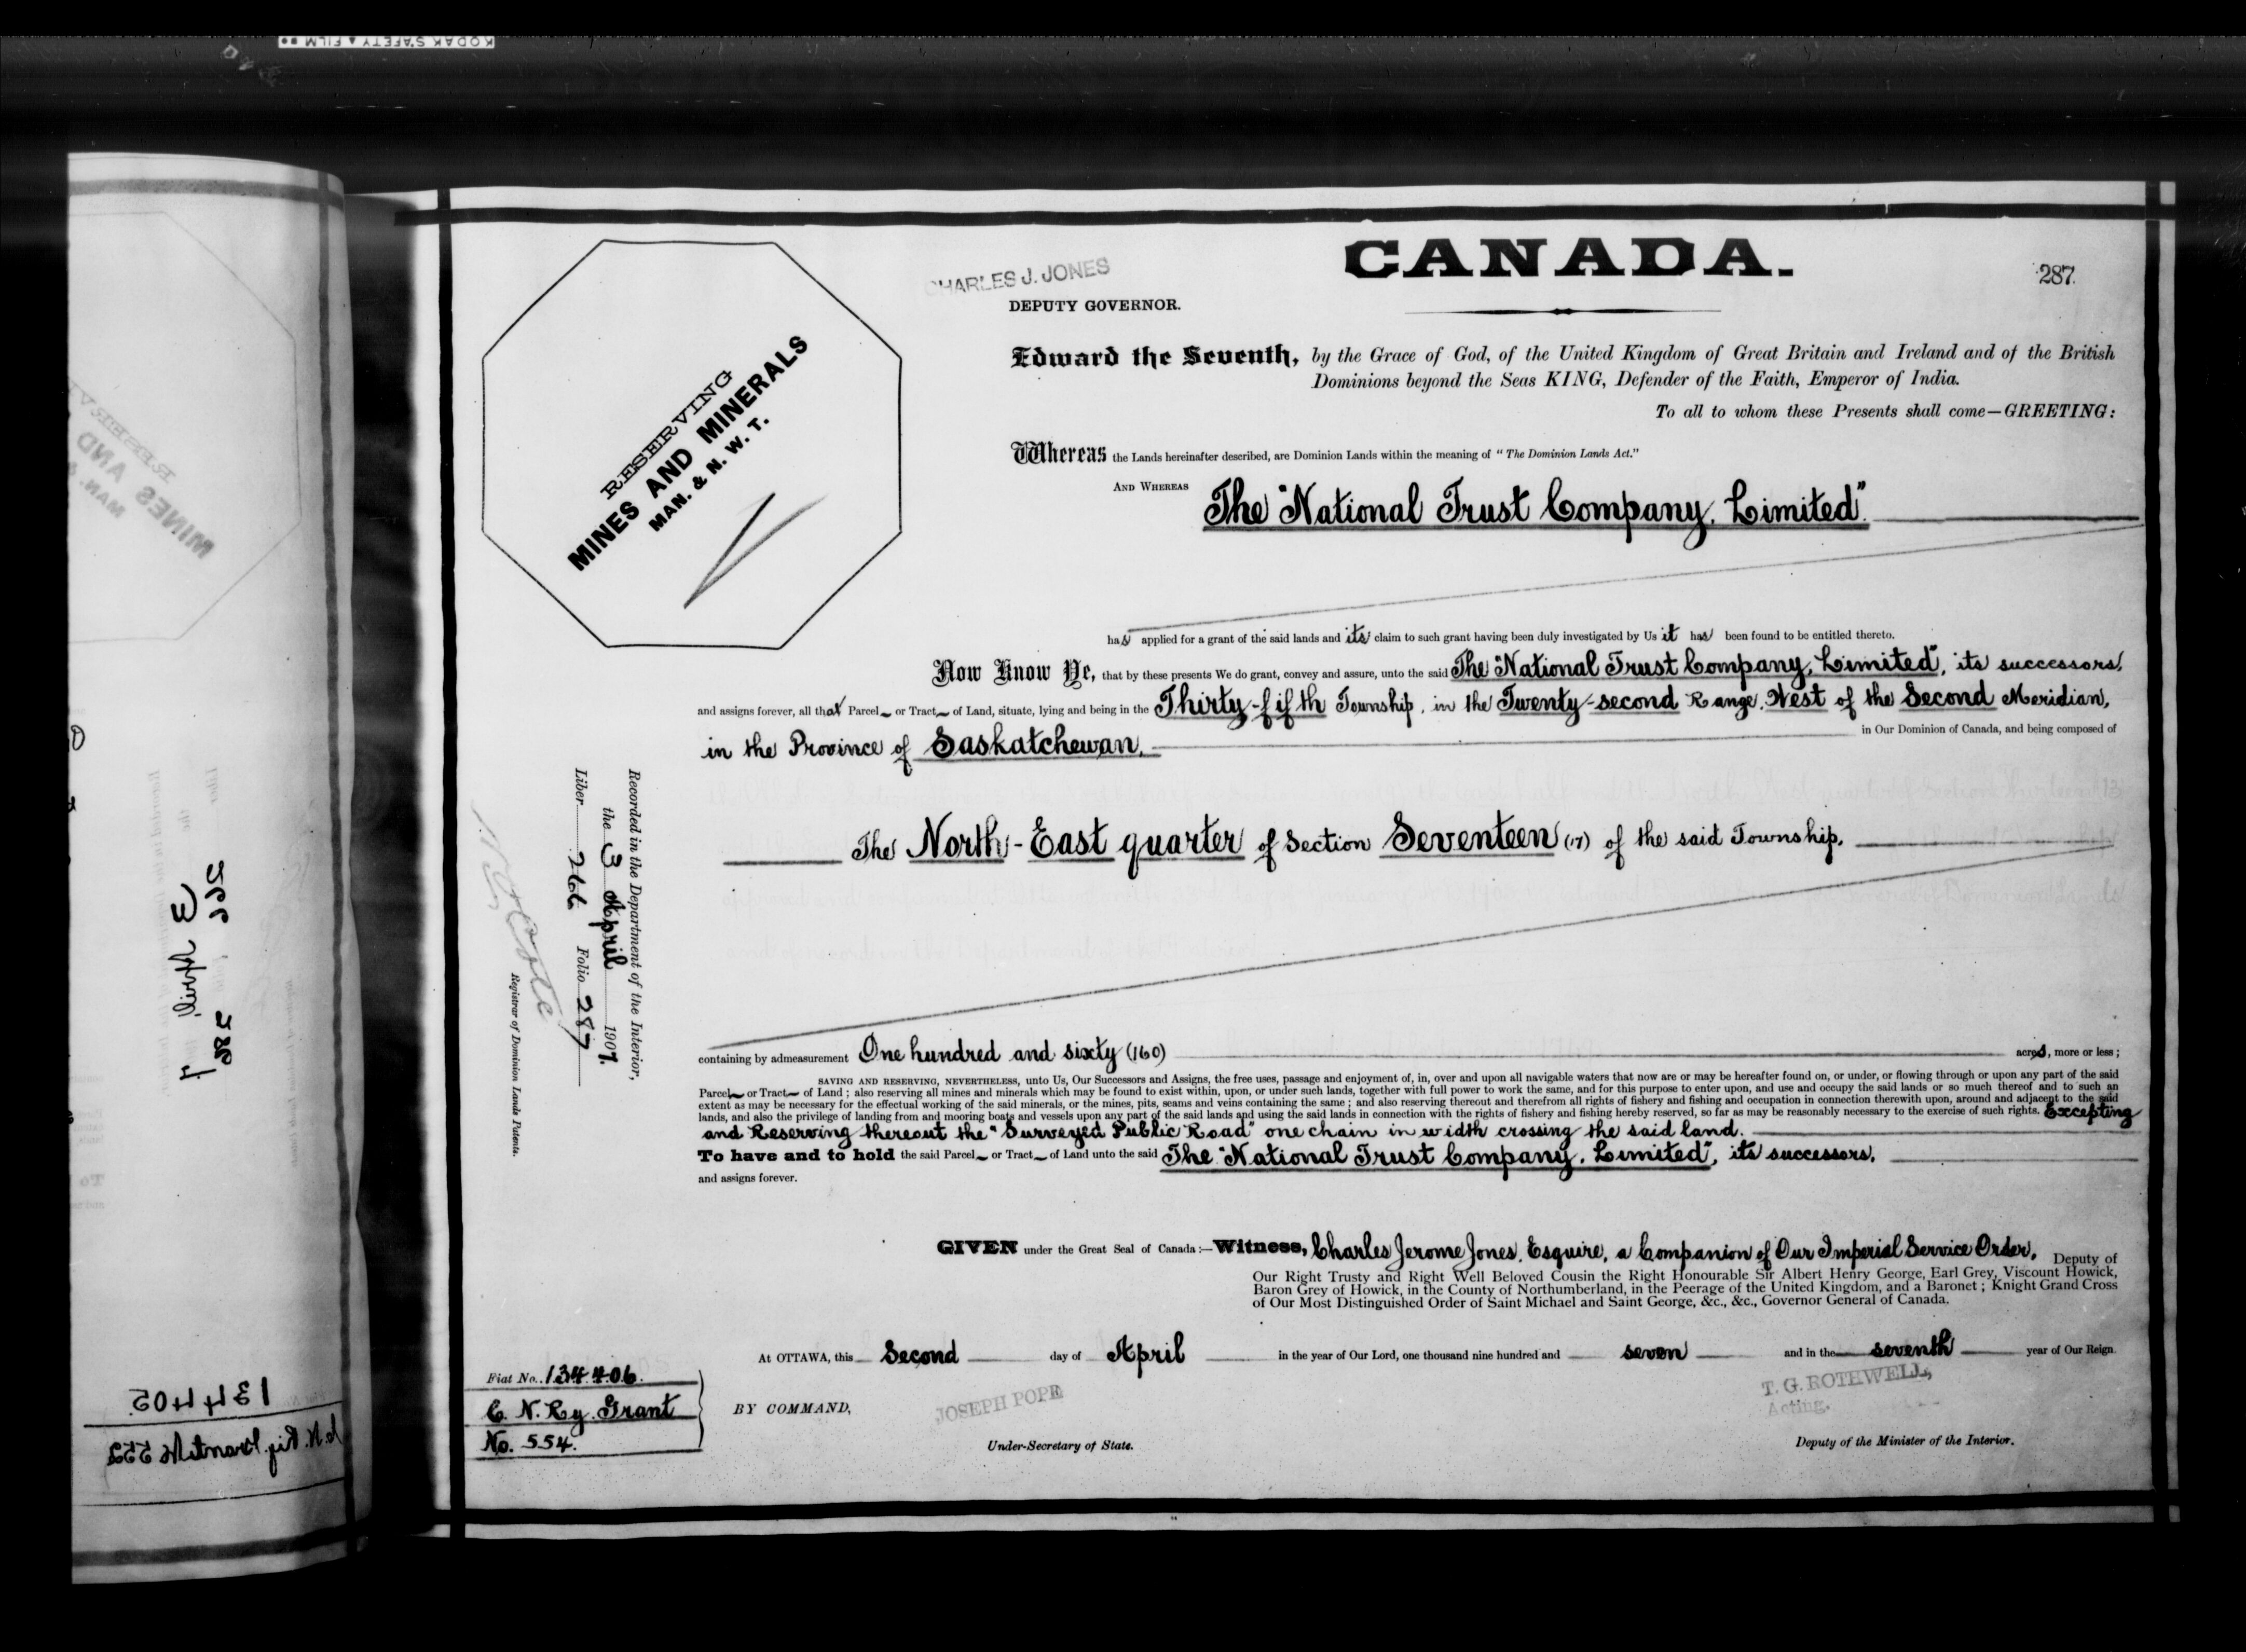 KODAK SAFETY ▲ FILM
CHARLES J. JONES
DEPUTY GOVERNOR.
CANADA.
287.
RESERVING
MINES AND MINERALS
MAN. & N. W. T.
Edward the Seventh, by the Grace of God, of the United Kingdom of Great Britain and Ireland and of the British
Dominions beyond the Seas KING, Defender of the Faith, Emperor of India.
To all to whom these Presents shall come—GREETING:
Whereas the Lands hereinafter described, are Dominion Lands within the meaning of "The Dominion Lands Act."
AND WHEREAS The "National Trust Company, Limited"
has applied for a grant of the said lands and its claim to such grant having been duly investigated by Us it has been found to be entitled thereto.
Now Know Ye, that by these presents We do grant, convey and assure, unto the said The "National Trust Company, Limited", its successors,
and assigns forever, all that Parcel or Tract of Land, situate, lying and being in the Thirty-fifth Township, in the Twenty-second Range, West of the Second Meridian,
in the Province of Saskatchewan, in Our Dominion of Canada, and being composed of
The North-East quarter of Section Seventeen (17) of the said Township.
Recorded in the Department of the Interior,
the 3 April 1907,
Liber 266 Folio 287
Registrar of Dominion Lands Patents.
containing by admeasurement One hundred and sixty (160) acres, more or less;
SAVING AND RESERVING, NEVERTHELESS, unto Us, Our Successors and Assigns, the free uses, passage and enjoyment of, in, over and upon all navigable waters that now are or may be hereafter found on, or under, or flowing through or upon any part of the said
Parcel or Tract of Land; also reserving all mines and minerals which may be found to exist within, upon, or under such lands, together with full power to work the same, and for this purpose to enter upon, and use and occupy the said lands or so much thereof and to such an
extent as may be necessary for the effectual working of the said minerals, or the mines, pits, seams and veins containing the same; and also reserving thereout and therefrom all rights of fishery and fishing and occupation in connection therewith upon, around and adjacent to the said
lands, and also the privilege of landing from and mooring boats and vessels upon any part of the said lands and using the said lands in connection with the rights of fishery and fishing hereby reserved, so far as may be reasonably necessary to the exercise of such rights. Excepting
and Reserving thereout the "Surveyed Public Road" one chain in width crossing the said land.
To have and to hold the said Parcel or Tract of Land unto the said The "National Trust Company, Limited", its successors,
and assigns forever.
GIVEN under the Great Seal of Canada:—Witness, Charles Jerome Jones, Esquire, a Companion of Our Imperial Service Order, Deputy of
Our Right Trusty and Right Well Beloved Cousin the Right Honourable Sir Albert Henry George, Earl Grey, Viscount Howick,
Baron Grey of Howick, in the County of Northumberland, in the Peerage of the United Kingdom, and a Baronet; Knight Grand Cross
of Our Most Distinguished Order of Saint Michael and Saint George, &c., &c., Governor General of Canada.
At OTTAWA, this Second day of April in the year of Our Lord, one thousand nine hundred and seven and in the seventh year of Our Reign.
Fiat No. 134406.
C. N. Ry. Grant
No. 554.
BY COMMAND,
JOSEPH POPE
Under-Secretary of State.
T. G. ROTHWELL,
Acting.
Deputy of the Minister of the Interior.
3 April
266
286
134405
C. N. Ry. Grant No 552